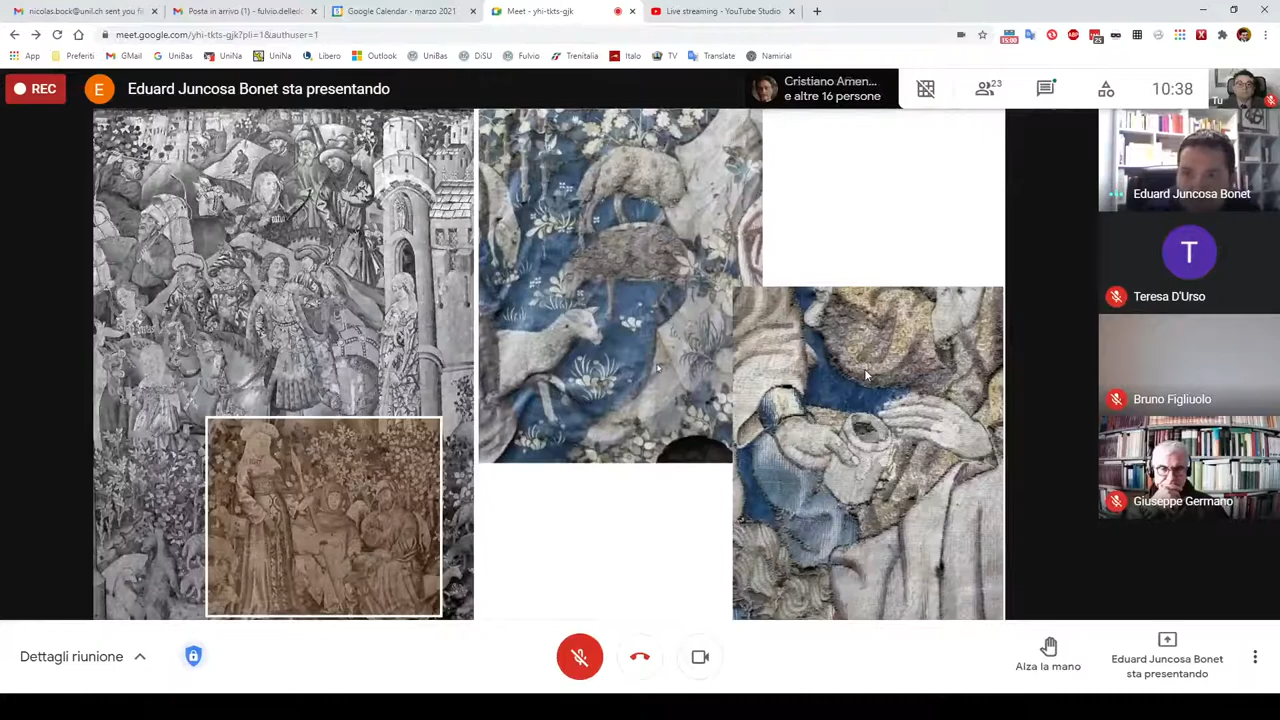 nicolas.bock@unil.ch sent you f
Posta in arrivo (1) - fulvio.delledo
Google Calendar - marzo 2021
Meet - yhi-tkts-gjk
Live streaming - YouTube Studio
meet.google.com/yhi-tkts-gjk?pli=1&authuser=1
15:00
25
App
Preferiti
GMail
UniBas
UniNa
UniNa
Libero
Outlook
UniBas
DiSU
Fulvio
Trenitalia
Italo
TV
Translate
Namirial
REC
E
Eduard Juncosa Bonet sta presentando
Cristiano Amen...
e altre 16 persone
23
10:38
Tu
Eduard Juncosa Bonet
T
Teresa D'Urso
Bruno Figliuolo
Giuseppe Germano
Dettagli riunione
Alza la mano
Eduard Juncosa Bonet
sta presentando